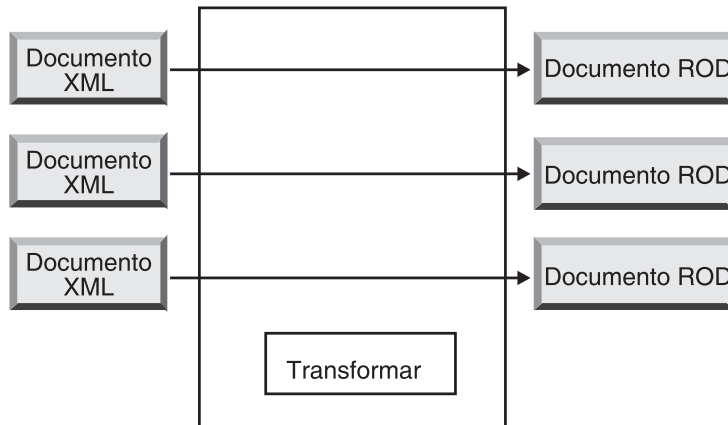 Documento
XML
Documento ROD
Documento
XML
Documento ROD
Documento
XML
Documento ROD
Transformar